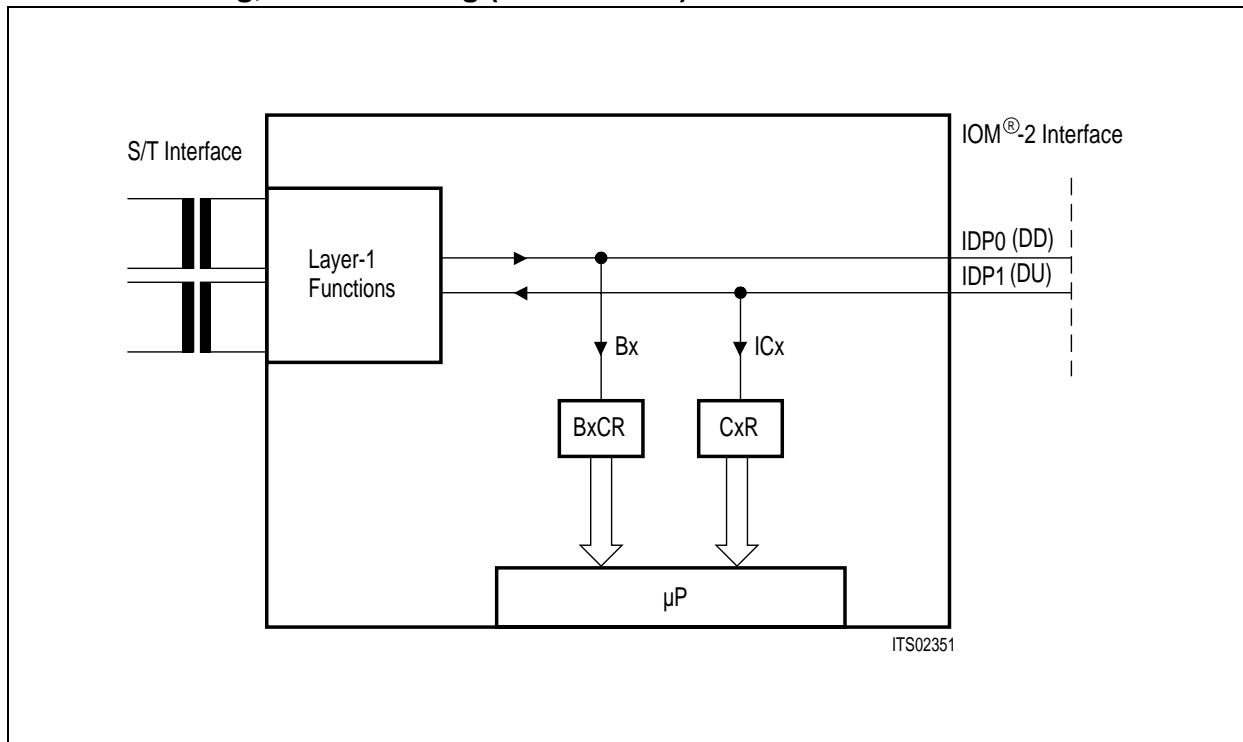 S/T Interface
IOM®-2 Interface
Layer-1
Functions
IDP0 (DD)
IDP1 (DU)
Bx
ICx
BxCR
CxR
µP
ITS02351